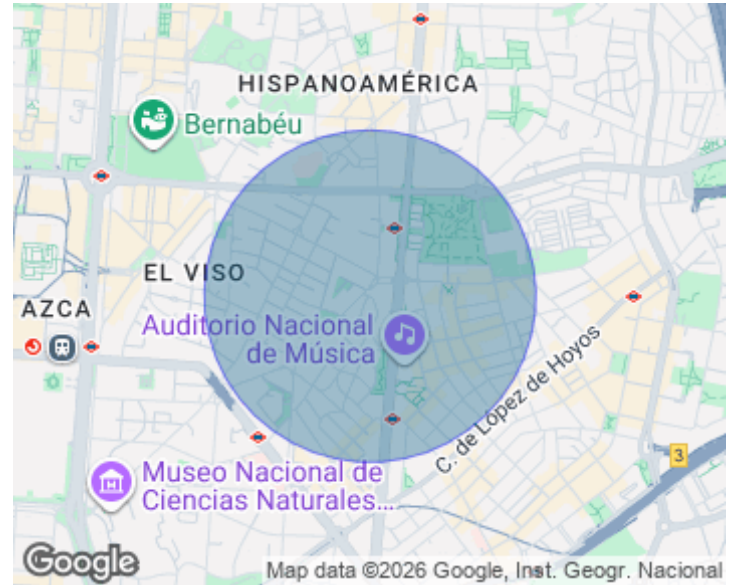 HISPANOAMÉRICA
Bernabéu
EL VISO
AZCA
Auditorio Nacional
de Música
C. de López de Hoyos
3
Museo Nacional de
Ciencias Naturales...
Google
Map data ©2026 Google, Inst. Geogr. Nacional